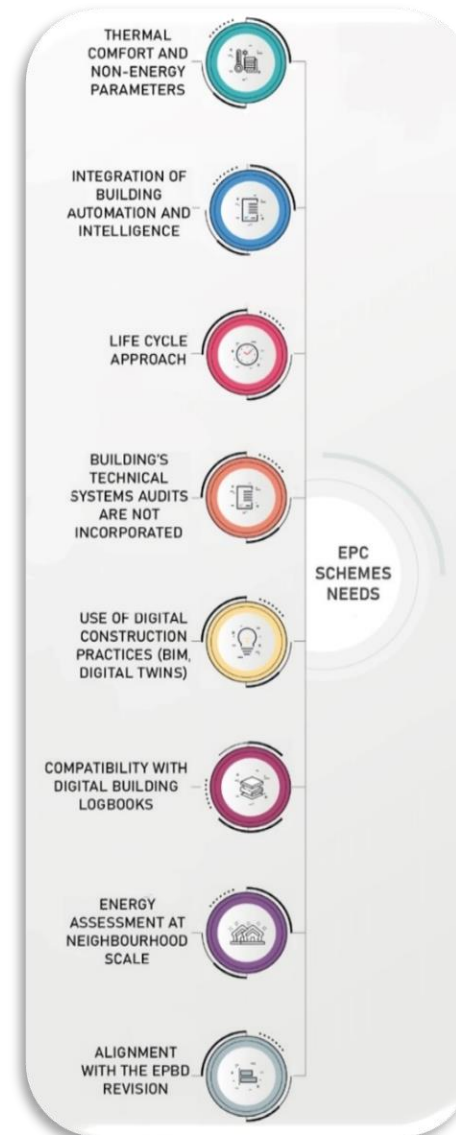 THERMAL
COMFORT AND
NON-ENERGY
PARAMETERS
INTEGRATION OF
BUILDING
AUTOMATION AND
INTELLIGENCE
LIFE CYCLE
APPROACH
BUILDING'S
TECHNICAL
SYSTEMS AUDITS
ARE NOT
INCORPORATED
EPC
SCHEMES
NEEDS
USE OF DIGITAL
CONSTRUCTION
PRACTICES (BIM,
DIGITAL TWINS)
COMPATIBILITY WITH
DIGITAL BUILDING
LOGBOOKS
ENERGY
ASSESSMENT AT
NEIGHBOURHOOD
SCALE
ALIGNMENT
WITH THE EPBD
REVISION